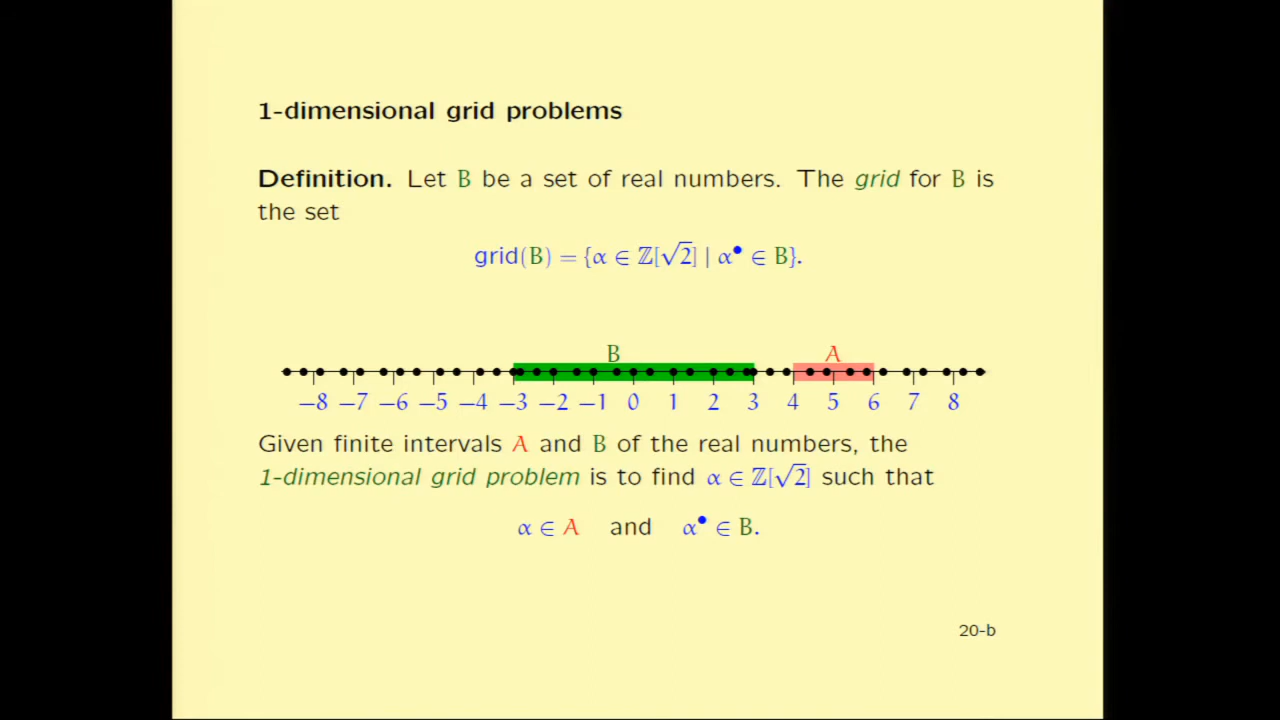 1-dimensional grid problems
Definition. Let B be a set of real numbers. The grid for B is
the set
grid(B) = {α ∈ ℤ[√2] | α• ∈ B}.
B A
−8 −7 −6 −5 −4 −3 −2 −1 0 1 2 3 4 5 6 7 8
Given finite intervals A and B of the real numbers, the
1-dimensional grid problem is to find α ∈ ℤ[√2] such that
α ∈ A and α• ∈ B.
20-b